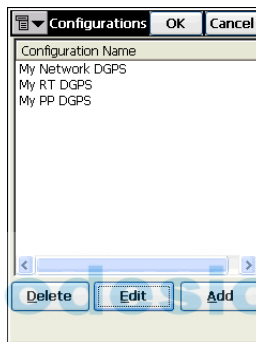 Configurations OK Cancel
Configuration Name
My Network DGPS
My RT DGPS
My PP DGPS
Delete Edit Add